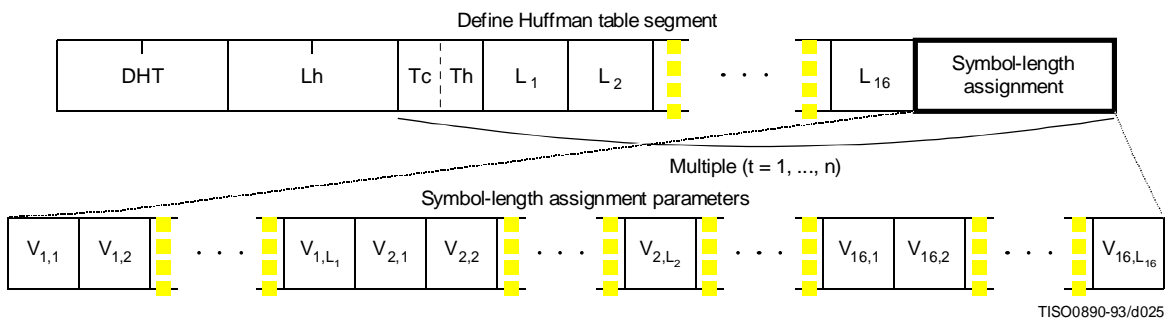 Define Huffman table segment
DHT Lh Tc Th L1 L2 . . . L16 Symbol-length assignment
Multiple (t = 1, ..., n)
Symbol-length assignment parameters
V1,1 V1,2 . . . V1,L1 V2,1 V2,2 . . . V2,L2 . . . V16,1 V16,2 . . . V16,L16
TISO0890-93/d025